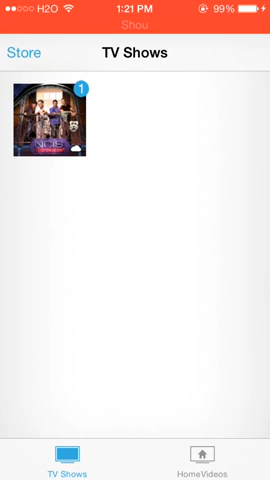 H2O 1:21 PM 99%
Shou
Store TV Shows
1
NCIS
TV Shows HomeVideos